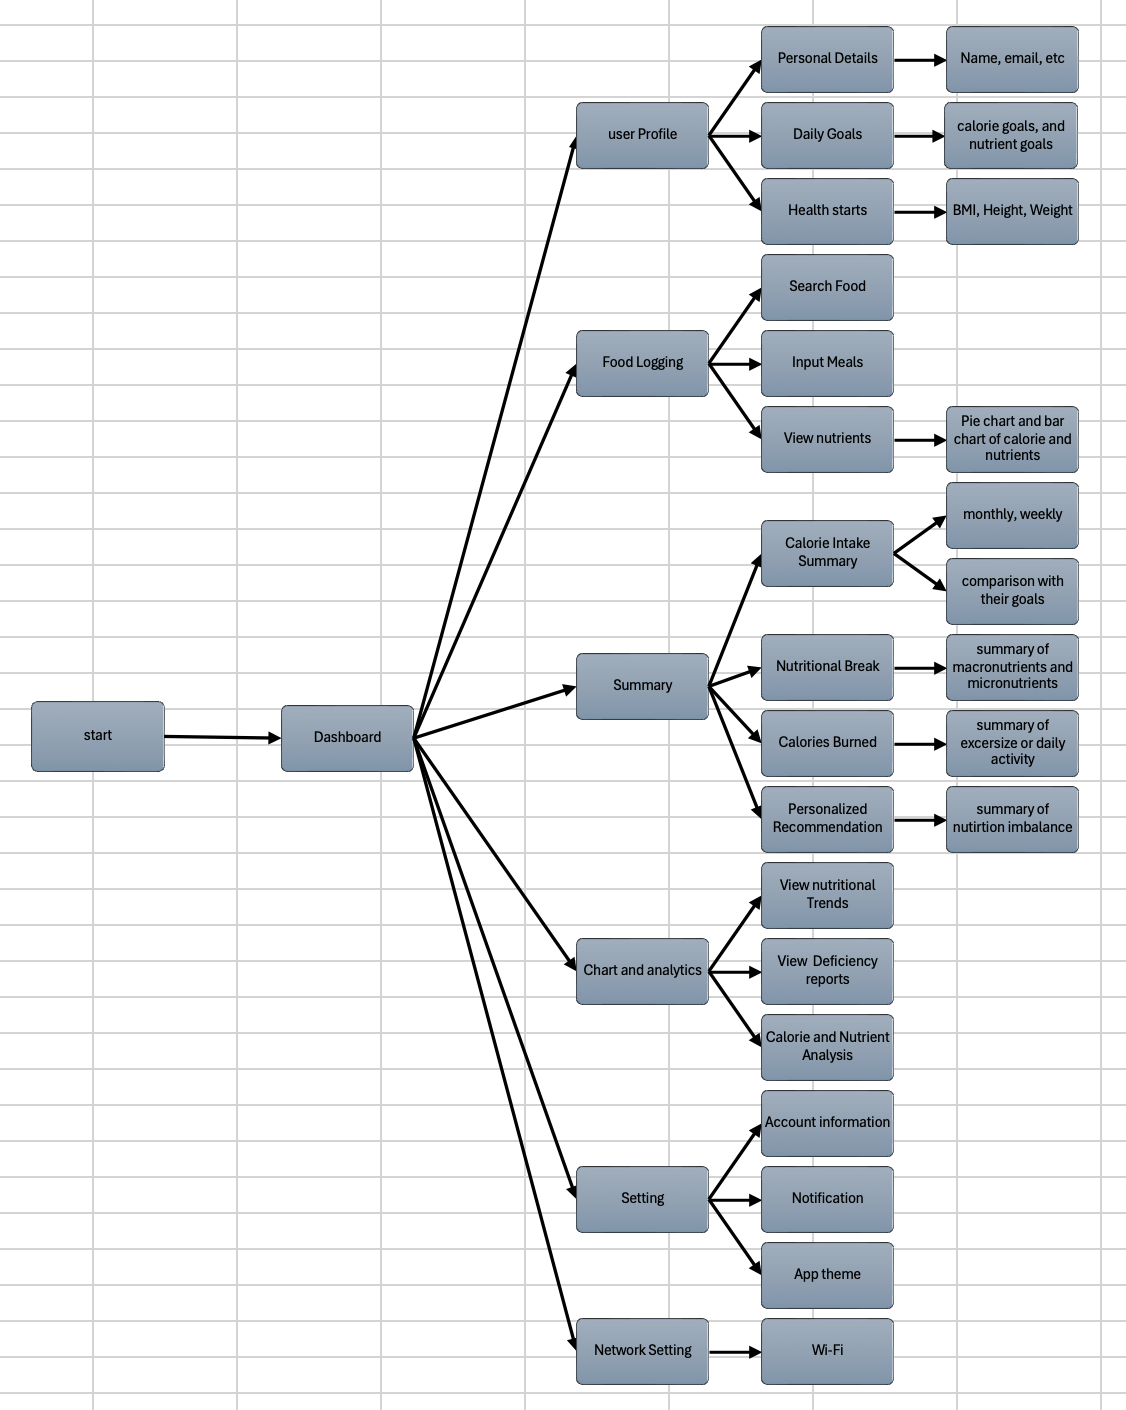 start
Dashboard
user Profile
Personal Details
Name, email, etc
Daily Goals
calorie goals, and
nutrient goals
Health starts
BMI, Height, Weight
Food Logging
Search Food
Input Meals
View nutrients
Pie chart and bar
chart of calorie and
nutrients
Summary
Calorie Intake
Summary
monthly, weekly
comparison with
their goals
Nutritional Break
summary of
macronutrients and
micronutrients
Calories Burned
summary of
excersize or daily
activity
Personalized
Recommendation
summary of
nutirtion imbalance
Chart and analytics
View nutritional
Trends
View  Deficiency
reports
Calorie and Nutrient
Analysis
Setting
Account information
Notification
App theme
Network Setting
Wi-Fi